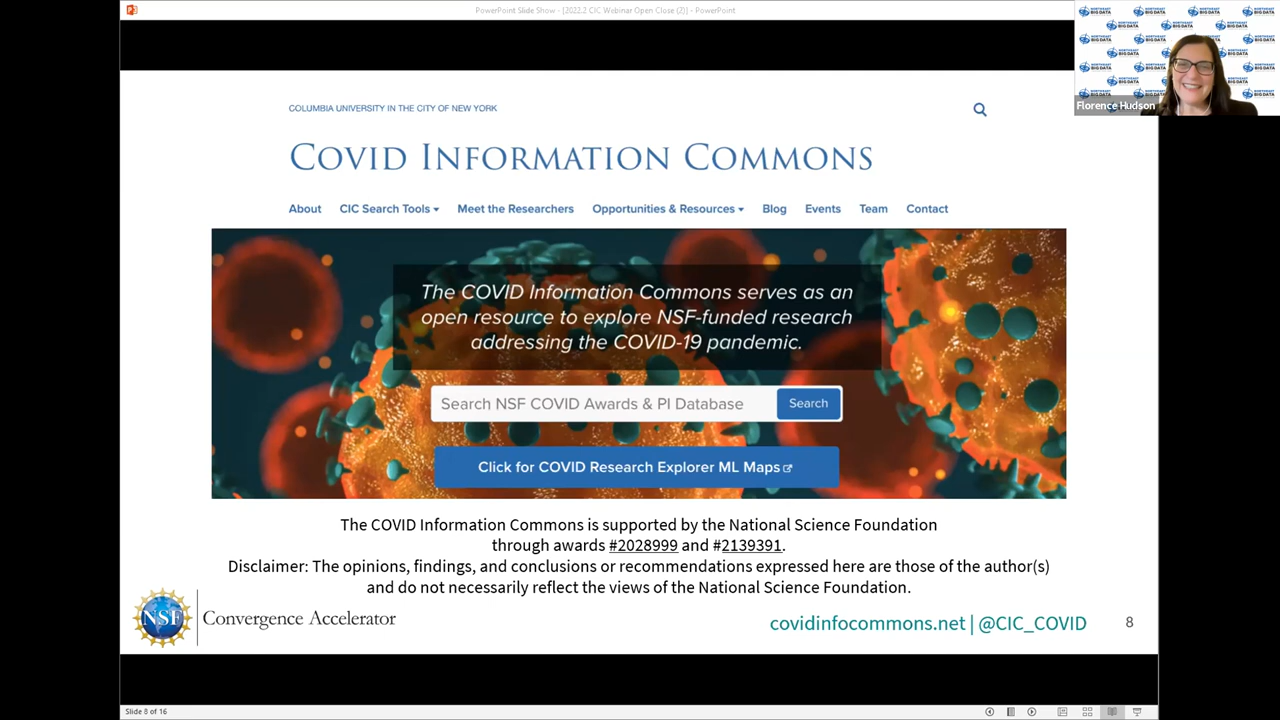 PowerPoint Slide Show - [2022.2 CIC Webinar Open Close (2)] - PowerPoint
NORTHEAST BIG DATA
Florence Hudson
COLUMBIA UNIVERSITY IN THE CITY OF NEW YORK
COVID INFORMATION COMMONS
About CIC Search Tools Meet the Researchers Opportunities & Resources Blog Events Team Contact
The COVID Information Commons serves as an
open resource to explore NSF-funded research
addressing the COVID-19 pandemic.
Search NSF COVID Awards & PI Database Search
Click for COVID Research Explorer ML Maps
The COVID Information Commons is supported by the National Science Foundation
through awards #2028999 and #2139391.
Disclaimer: The opinions, findings, and conclusions or recommendations expressed here are those of the author(s)
and do not necessarily reflect the views of the National Science Foundation.
NSF Convergence Accelerator
covidinfocommons.net | @CIC_COVID 8
Slide 8 of 16